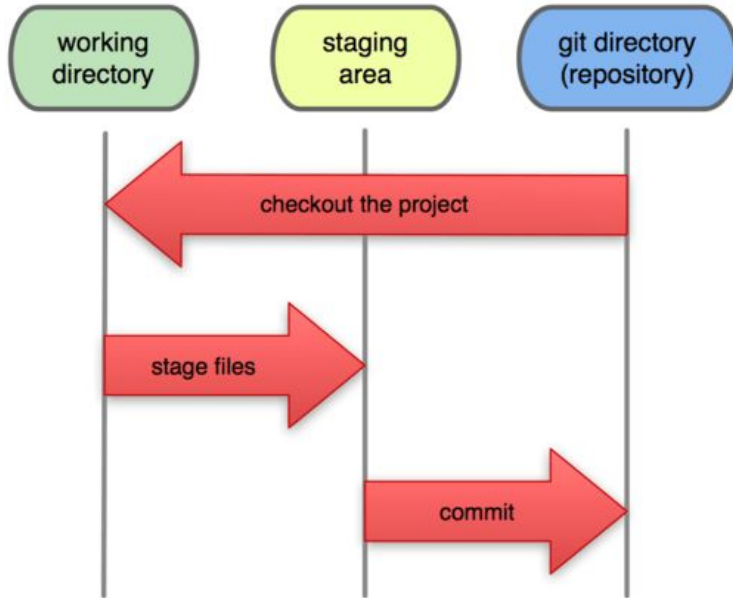 working
directory
staging
area
git directory
(repository)
checkout the project
stage files
commit